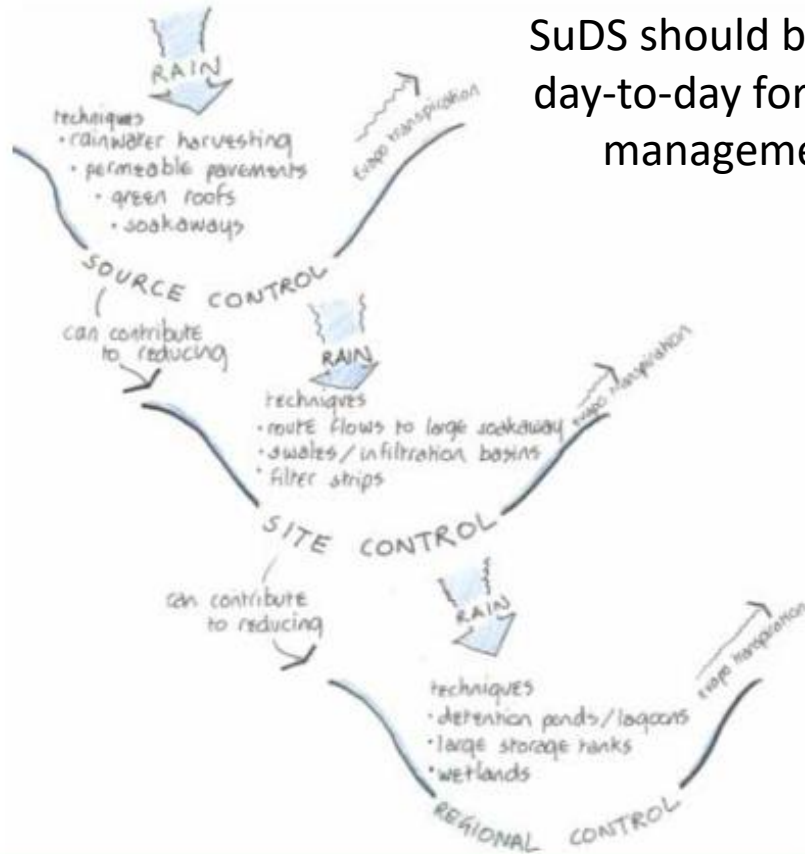 SuDS should b
day-to-day for
manageme
RAIN
techniques
• rainwater harvesting
• permeable pavements
• green roofs
• soakaways
Evapo transpiration
SOURCE CONTROL
can contribute
to reducing
RAIN
techniques
• route flows to large soakaway
• swales/infiltration basins
• filter strips
Evapo transpiration
SITE CONTROL
can contribute
to reducing
RAIN
techniques
• detention ponds/lagoons
• large storage tanks
• wetlands
Evapo transpiration
REGIONAL CONTROL